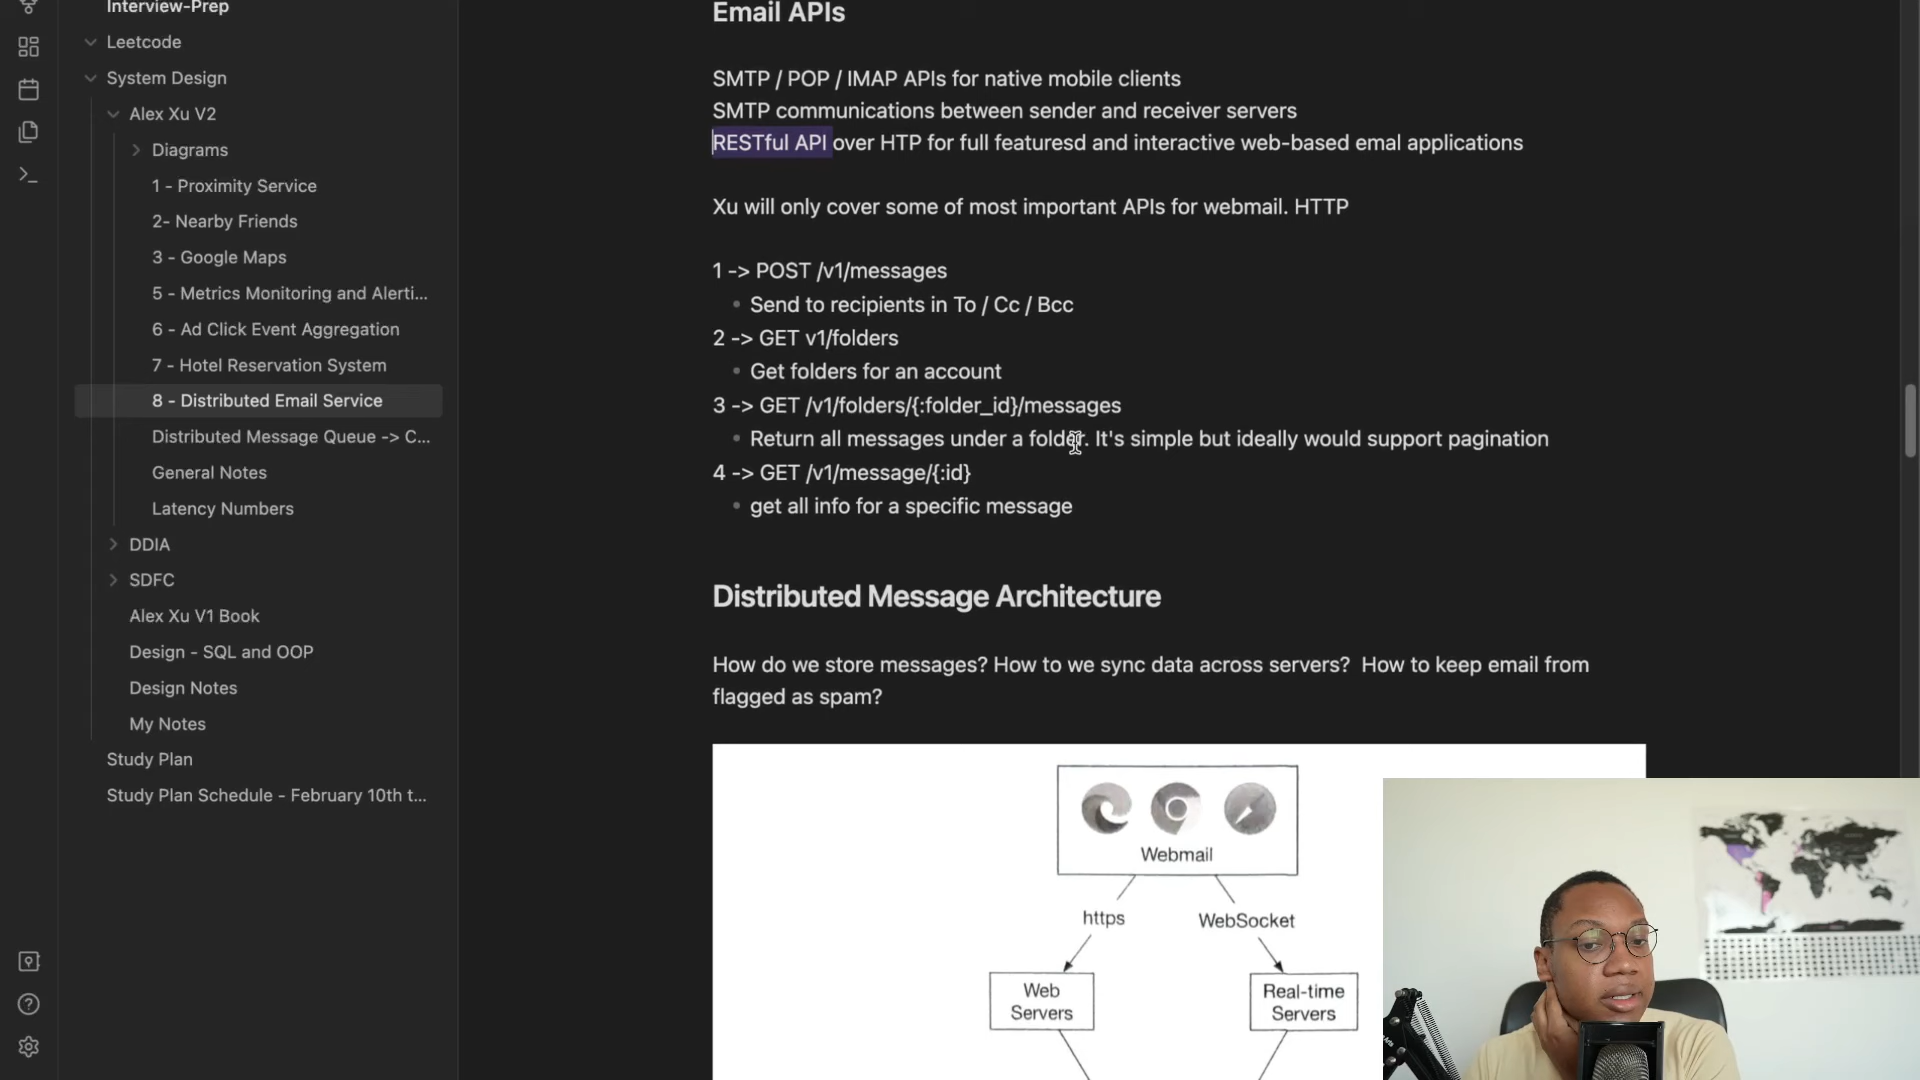 Interview-Prep
Leetcode
System Design
Alex Xu V2
Diagrams
1 - Proximity Service
2- Nearby Friends
3 - Google Maps
5 - Metrics Monitoring and Alerti...
6 - Ad Click Event Aggregation
7 - Hotel Reservation System
8 - Distributed Email Service
Distributed Message Queue -> C...
General Notes
Latency Numbers
DDIA
SDFC
Alex Xu V1 Book
Design - SQL and OOP
Design Notes
My Notes
Study Plan
Study Plan Schedule - February 10th t...
Email APIs
SMTP / POP / IMAP APIs for native mobile clients
SMTP communications between sender and receiver servers
RESTful API over HTP for full featuresd and interactive web-based emal applications
Xu will only cover some of most important APIs for webmail. HTTP
1 -> POST /v1/messages
• Send to recipients in To / Cc / Bcc
2 -> GET v1/folders
• Get folders for an account
3 -> GET /v1/folders/{:folder_id}/messages
• Return all messages under a folder. It's simple but ideally would support pagination
4 -> GET /v1/message/{:id}
• get all info for a specific message
Distributed Message Architecture
How do we store messages? How to we sync data across servers?  How to keep email from
flagged as spam?
Webmail
https
WebSocket
Web
Servers
Real-time
Servers